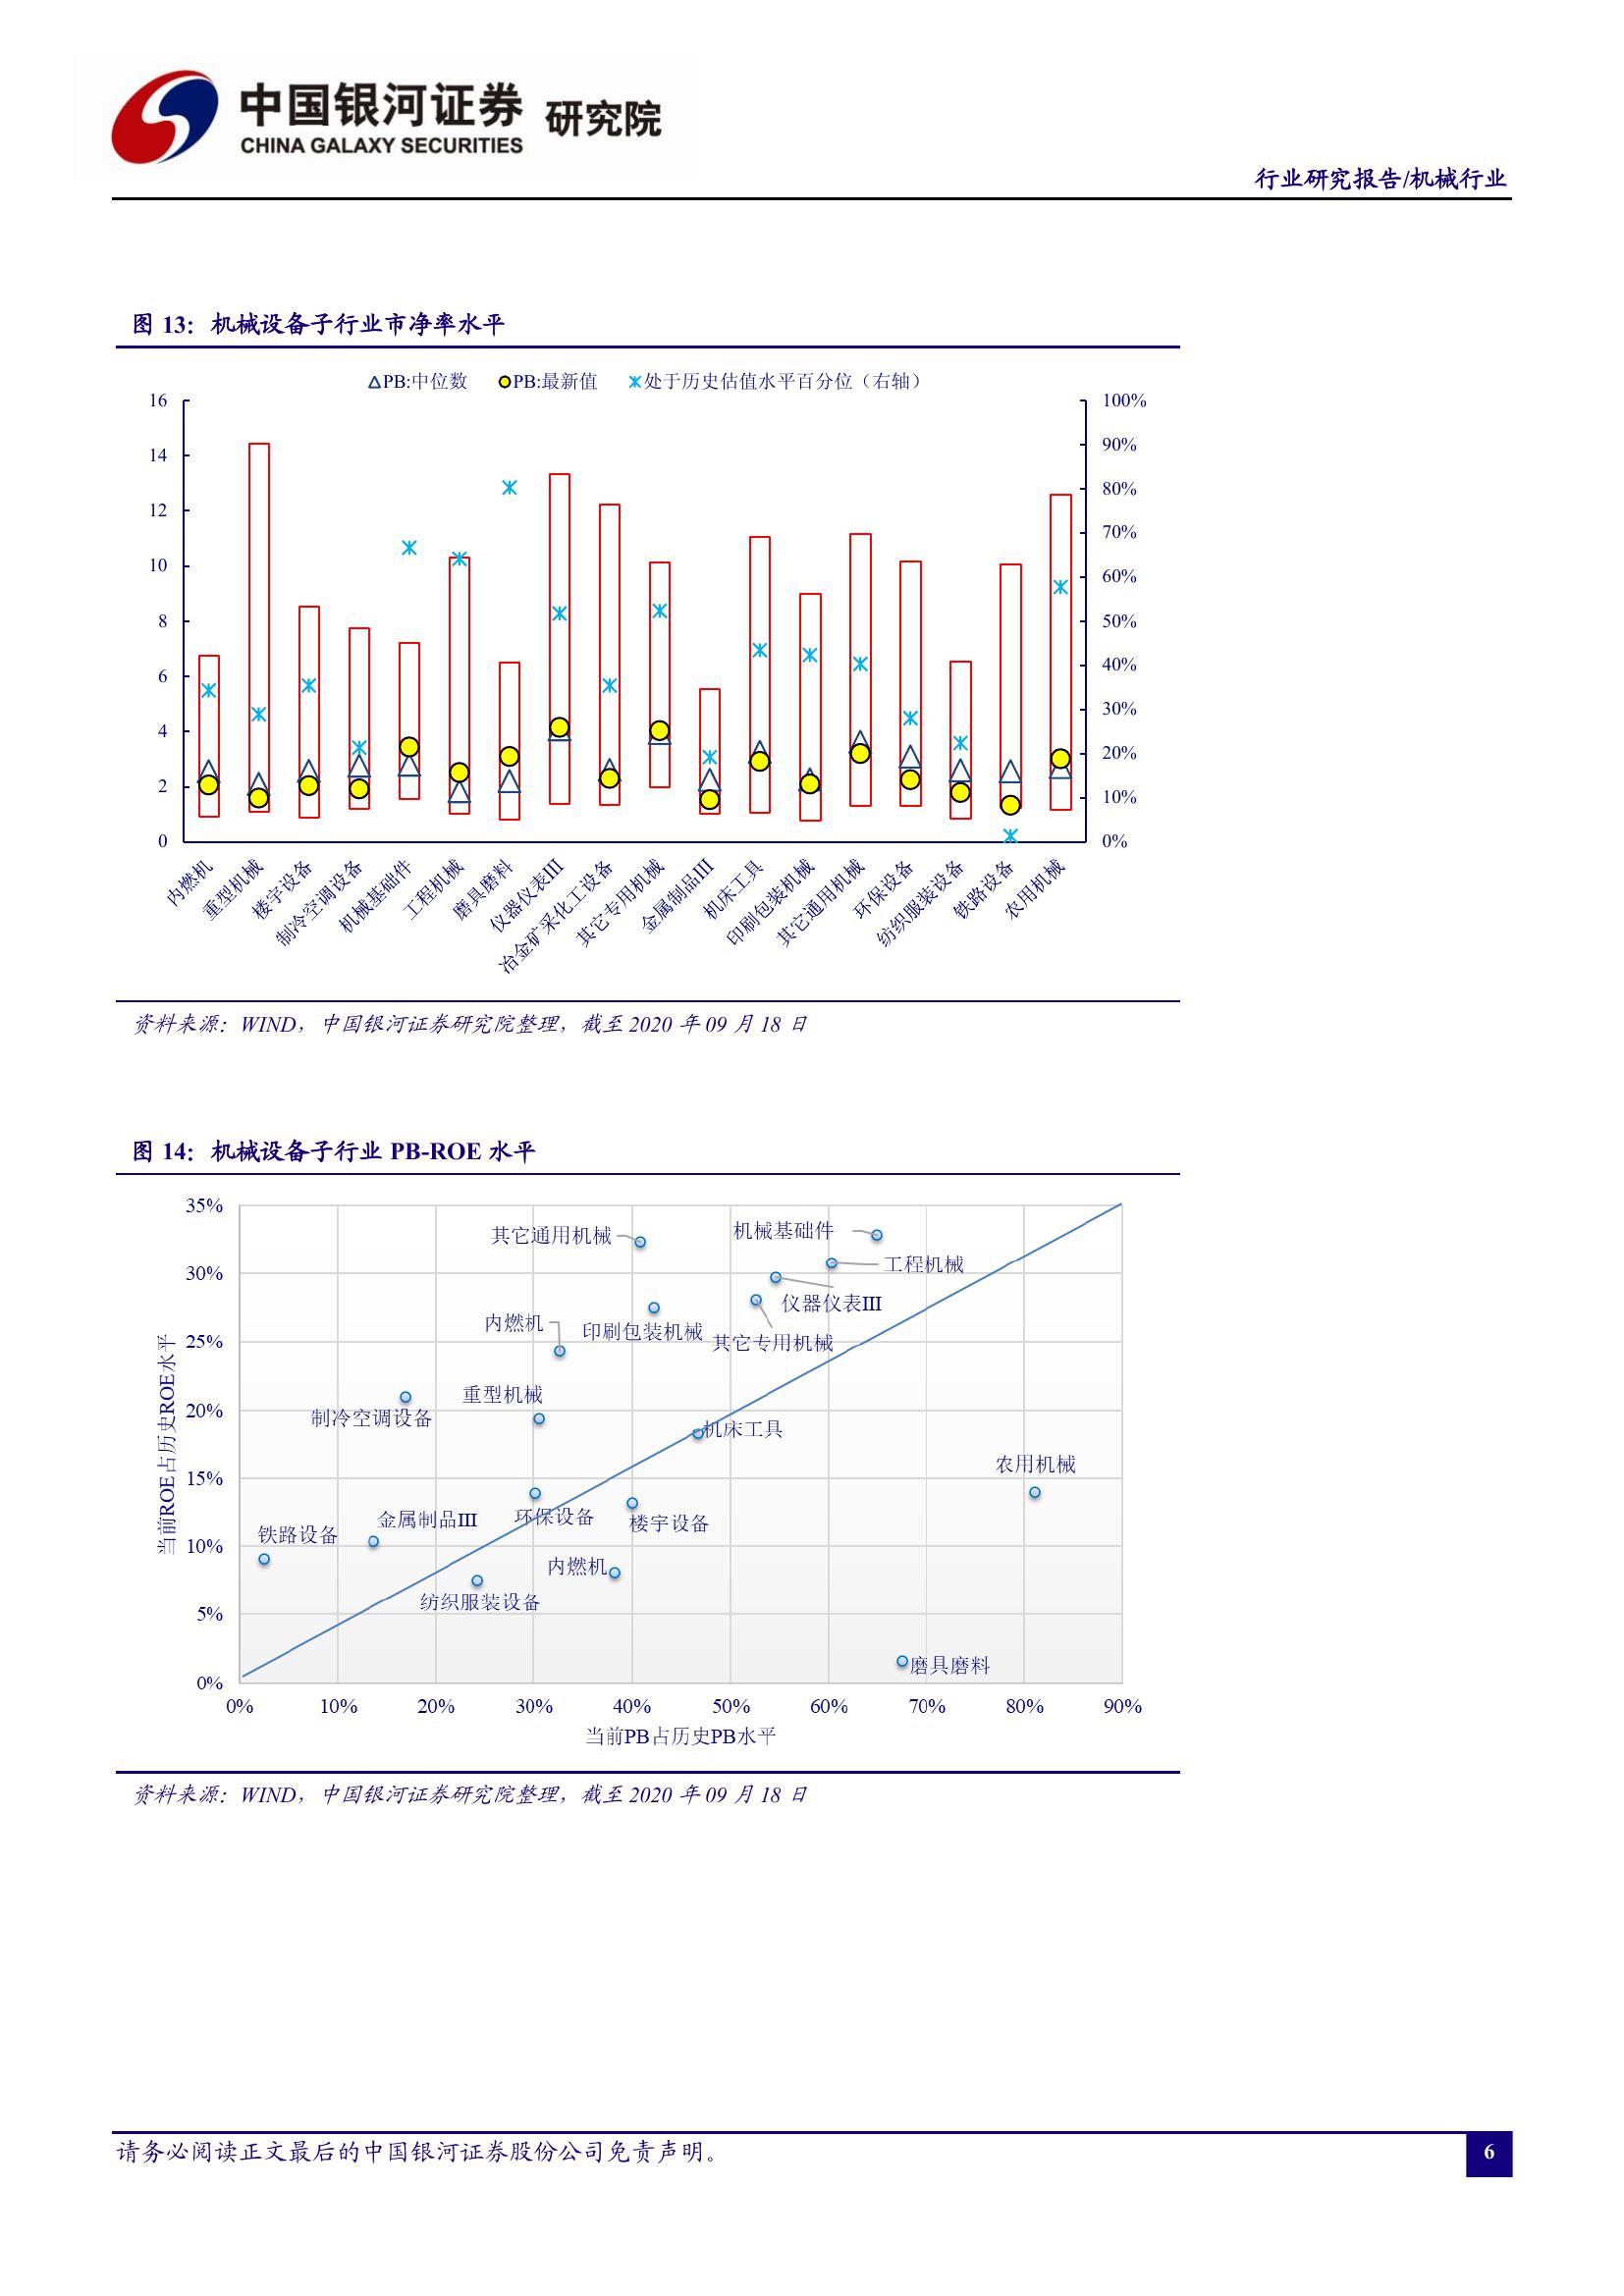 中国银河证券 研究院
CHINA GALAXY SECURITIES
行业研究报告/机械行业
图 13：机械设备子行业市净率水平
PB:中位数 PB:最新值 处于历史估值水平百分位（右轴）
16
14
12
10
8
6
4
2
0
100%
90%
80%
70%
60%
50%
40%
30%
20%
10%
0%
内燃机
重型机械
楼宇设备
制冷空调设备
机械基础件
工程机械
磨具磨料
仪器仪表III
冶金矿采化工设备
其它专用机械
金属制品III
机床工具
印刷包装机械
其它通用机械
环保设备
纺织服装设备
铁路设备
农用机械
资料来源：WIND，中国银河证券研究院整理，截至 2020 年 09 月 18 日
图 14：机械设备子行业 PB-ROE 水平
当前ROE占历史ROE水平
35%
30%
25%
20%
15%
10%
5%
0%
其它通用机械
机械基础件
工程机械
仪器仪表III
内燃机
印刷包装机械
其它专用机械
重型机械
制冷空调设备
机床工具
农用机械
金属制品III
环保设备
楼宇设备
铁路设备
内燃机
纺织服装设备
磨具磨料
0% 10% 20% 30% 40% 50% 60% 70% 80% 90%
当前PB占历史PB水平
资料来源：WIND，中国银河证券研究院整理，截至 2020 年 09 月 18 日
请务必阅读正文最后的中国银河证券股份公司免责声明。
6